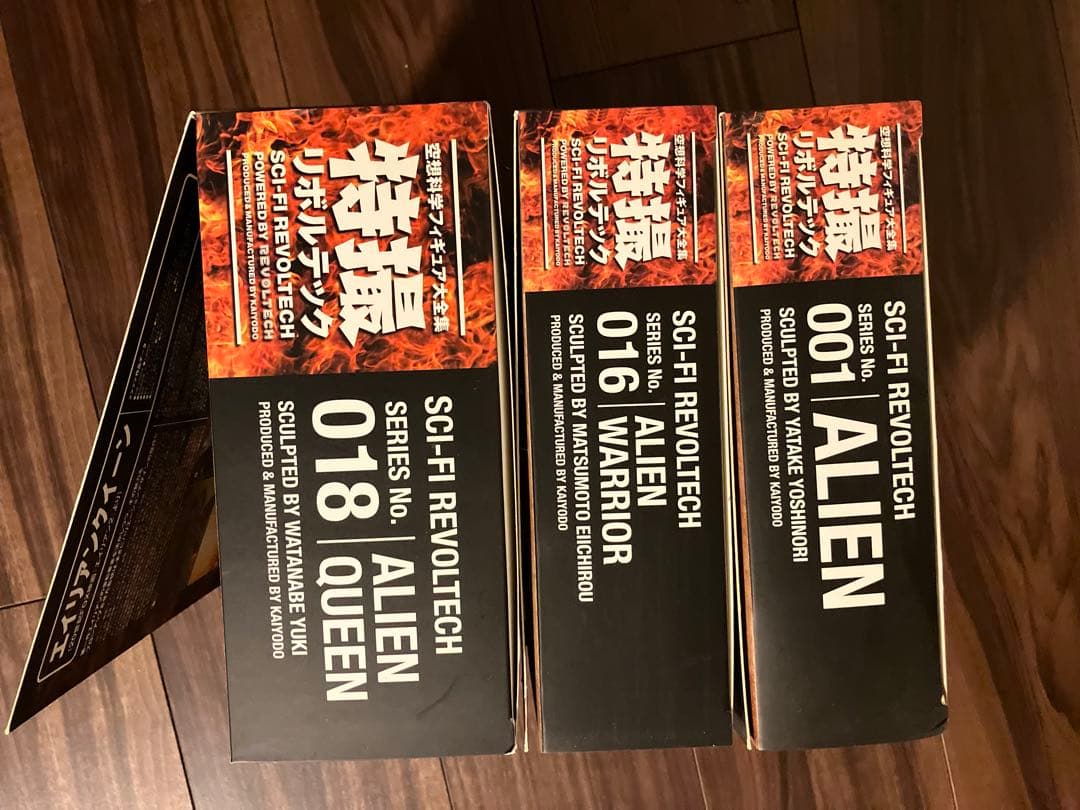 空想科学フィギュア大全集
特撮
リボルテック
SCI-FI REVOLTECH
POWERED BY REVOLTECH
PRODUCED & MANUFACTURED BY KAIYODO
SCI-FI REVOLTECH
SERIES No.
001
ALIEN
SCULPTED BY YATAKE YOSHINORI
PRODUCED & MANUFACTURED BY KAIYODO
空想科学フィギュア大全集
特撮
リボルテック
SCI-FI REVOLTECH
POWERED BY REVOLTECH
PRODUCED & MANUFACTURED BY KAIYODO
SCI-FI REVOLTECH
SERIES No.
016
ALIEN
WARRIOR
SCULPTED BY MATSUMOTO EIICHIROU
PRODUCED & MANUFACTURED BY KAIYODO
空想科学フィギュア大全集
特撮
リボルテック
SCI-FI REVOLTECH
POWERED BY REVOLTECH
PRODUCED & MANUFACTURED BY KAIYODO
SCI-FI REVOLTECH
SERIES No.
018
ALIEN
QUEEN
SCULPTED BY WATANABE YUKI
PRODUCED & MANUFACTURED BY KAIYODO
エイリアンクイーン